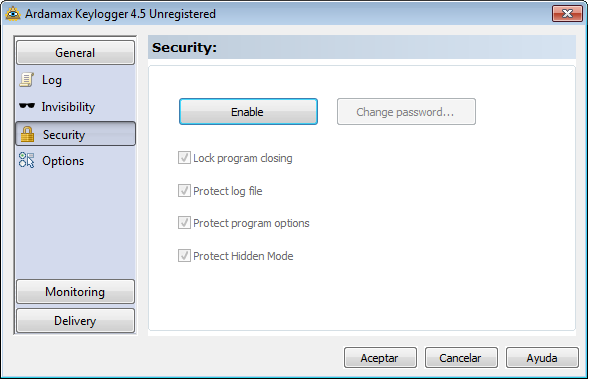 Ardamax Keylogger 4.5 Unregistered
General
Log
Invisibility
Security
Options
Monitoring
Delivery
Security:
Enable
Change password...
Lock program closing
Protect log file
Protect program options
Protect Hidden Mode
Aceptar
Cancelar
Ayuda